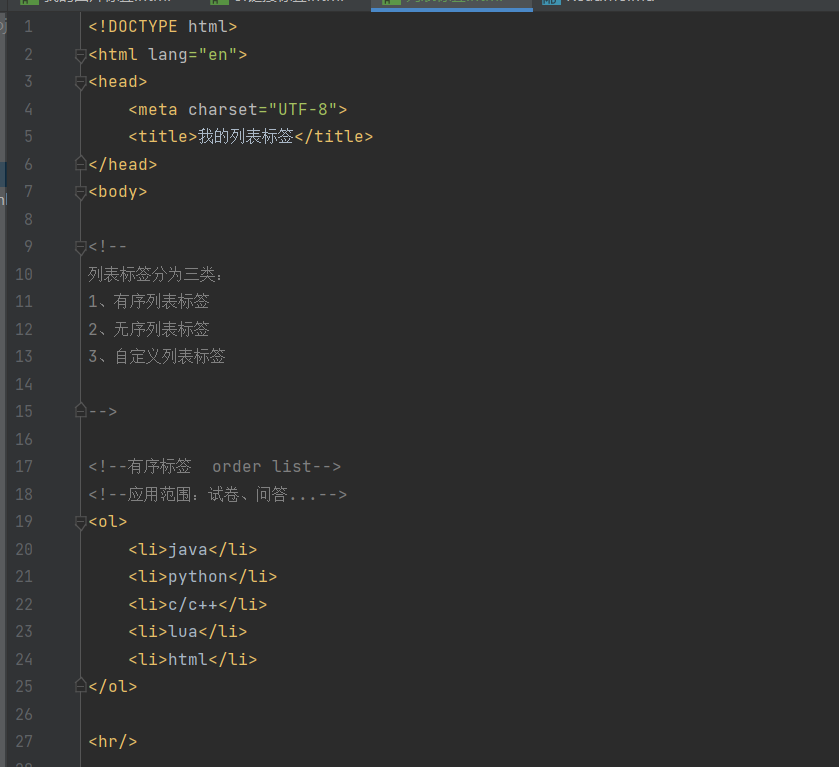 1 <!DOCTYPE html>
2 <html lang="en">
3 <head>
4 <meta charset="UTF-8">
5 <title>我的列表标签</title>
6 </head>
7 <body>
8
9 <!--
10 列表标签分为三类：
11 1、有序列表标签
12 2、无序列表标签
13 3、自定义列表标签
14
15 -->
16
17 <!--有序标签  order list-->
18 <!--应用范围：试卷、问答...-->
19 <ol>
20 <li>java</li>
21 <li>python</li>
22 <li>c/c++</li>
23 <li>lua</li>
24 <li>html</li>
25 </ol>
26
27 <hr/>